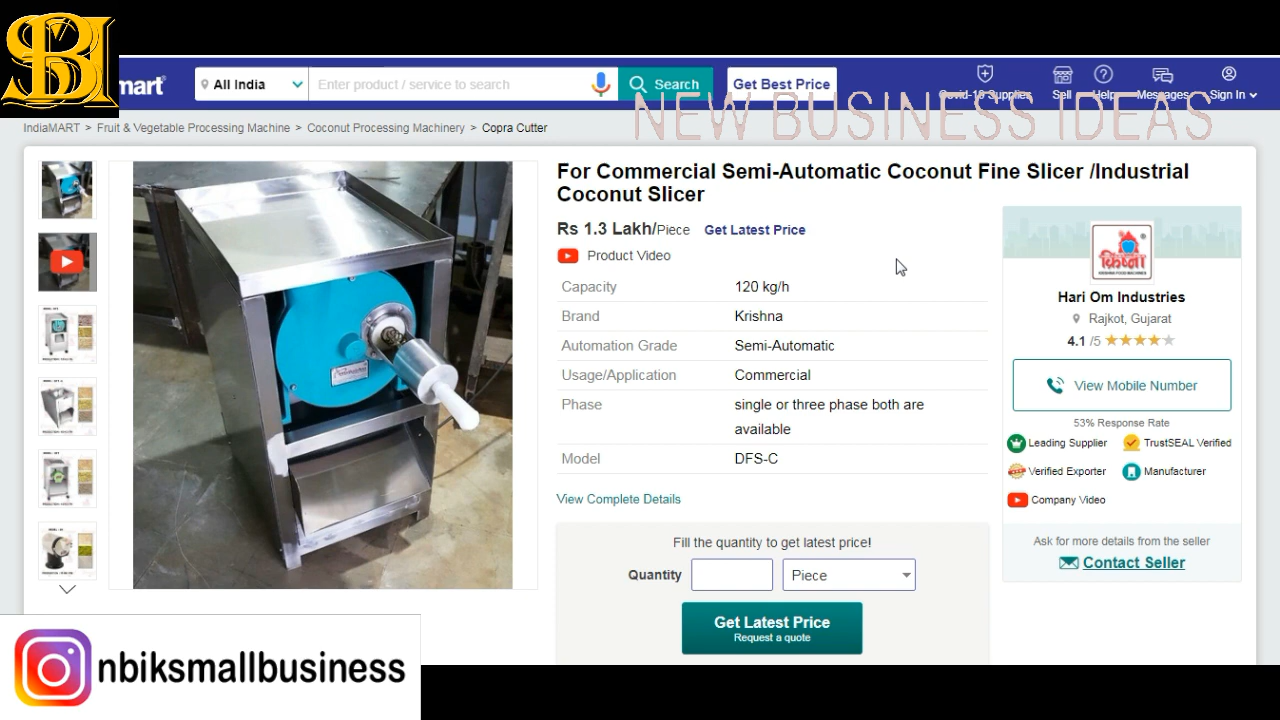 SBI
mart
All India
Enter product / service to search
Search
Get Best Price
Covid-19 Supplies
Sell
Help
Messages
Sign In
NEW BUSINESS IDEAS
IndiaMART > Fruit & Vegetable Processing Machine > Coconut Processing Machinery > Copra Cutter
For Commercial Semi-Automatic Coconut Fine Slicer /Industrial
Coconut Slicer
Rs 1.3 Lakh/Piece Get Latest Price
Product Video
Capacity 120 kg/h
Brand Krishna
Automation Grade Semi-Automatic
Usage/Application Commercial
Phase single or three phase both are
available
Model DFS-C
View Complete Details
Fill the quantity to get latest price!
Quantity Piece
Get Latest Price
Request a quote
क्रिष्ना
KRISHNA FOOD MACHINES
Hari Om Industries
Rajkot, Gujarat
4.1 /5
View Mobile Number
53% Response Rate
Leading Supplier TrustSEAL Verified
Verified Exporter Manufacturer
Company Video
Ask for more details from the seller
Contact Seller
nbiksmallbusiness